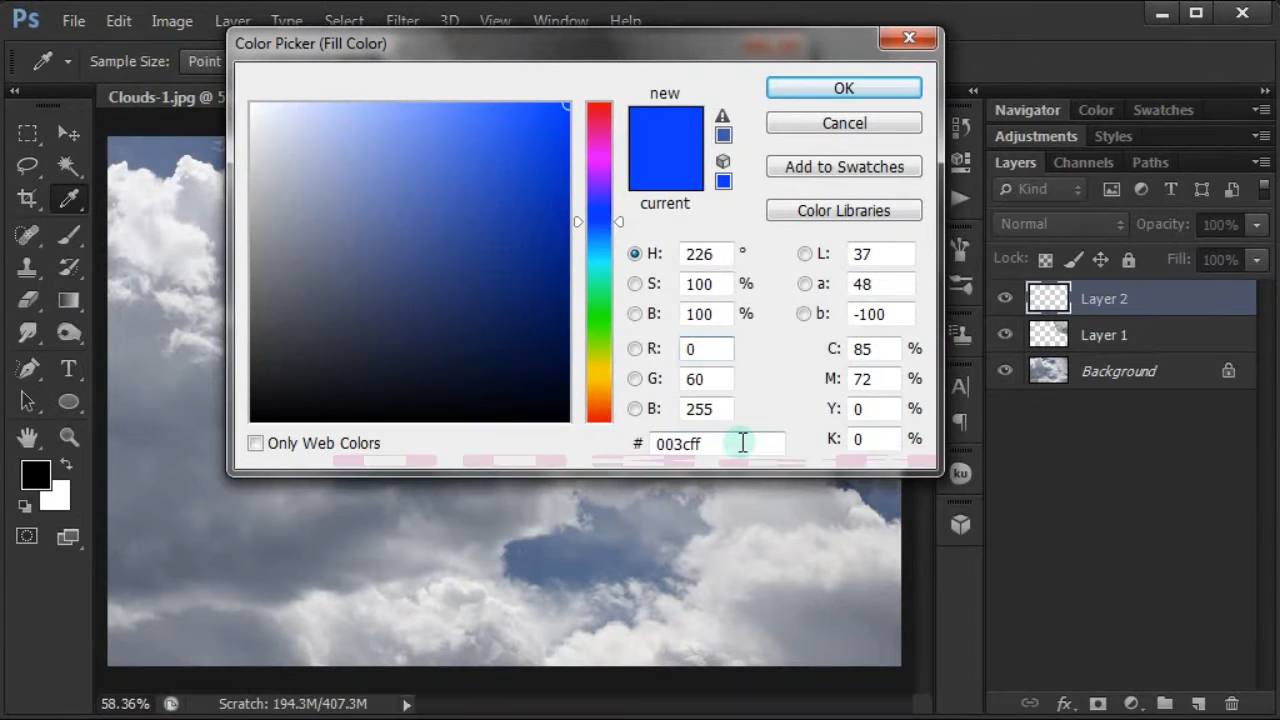 Ps File Edit Image Layer Type Select Filter 3D View Window Help
Color Picker (Fill Color)
Sample Size: Point
Clouds-1.jpg @ 5
new
current
OK
Cancel
Add to Swatches
Color Libraries
H: 226 °
S: 100 %
B: 100 %
R: 0
G: 60
B: 255
# 003cff
L: 37
a: 48
b: -100
C: 85 %
M: 72 %
Y: 0 %
K: 0 %
Only Web Colors
Navigator Color Swatches
Adjustments Styles
Layers Channels Paths
Kind
Normal Opacity: 100%
Lock: Fill: 100%
Layer 2
Layer 1
Background
58.36% Scratch: 194.3M/407.3M